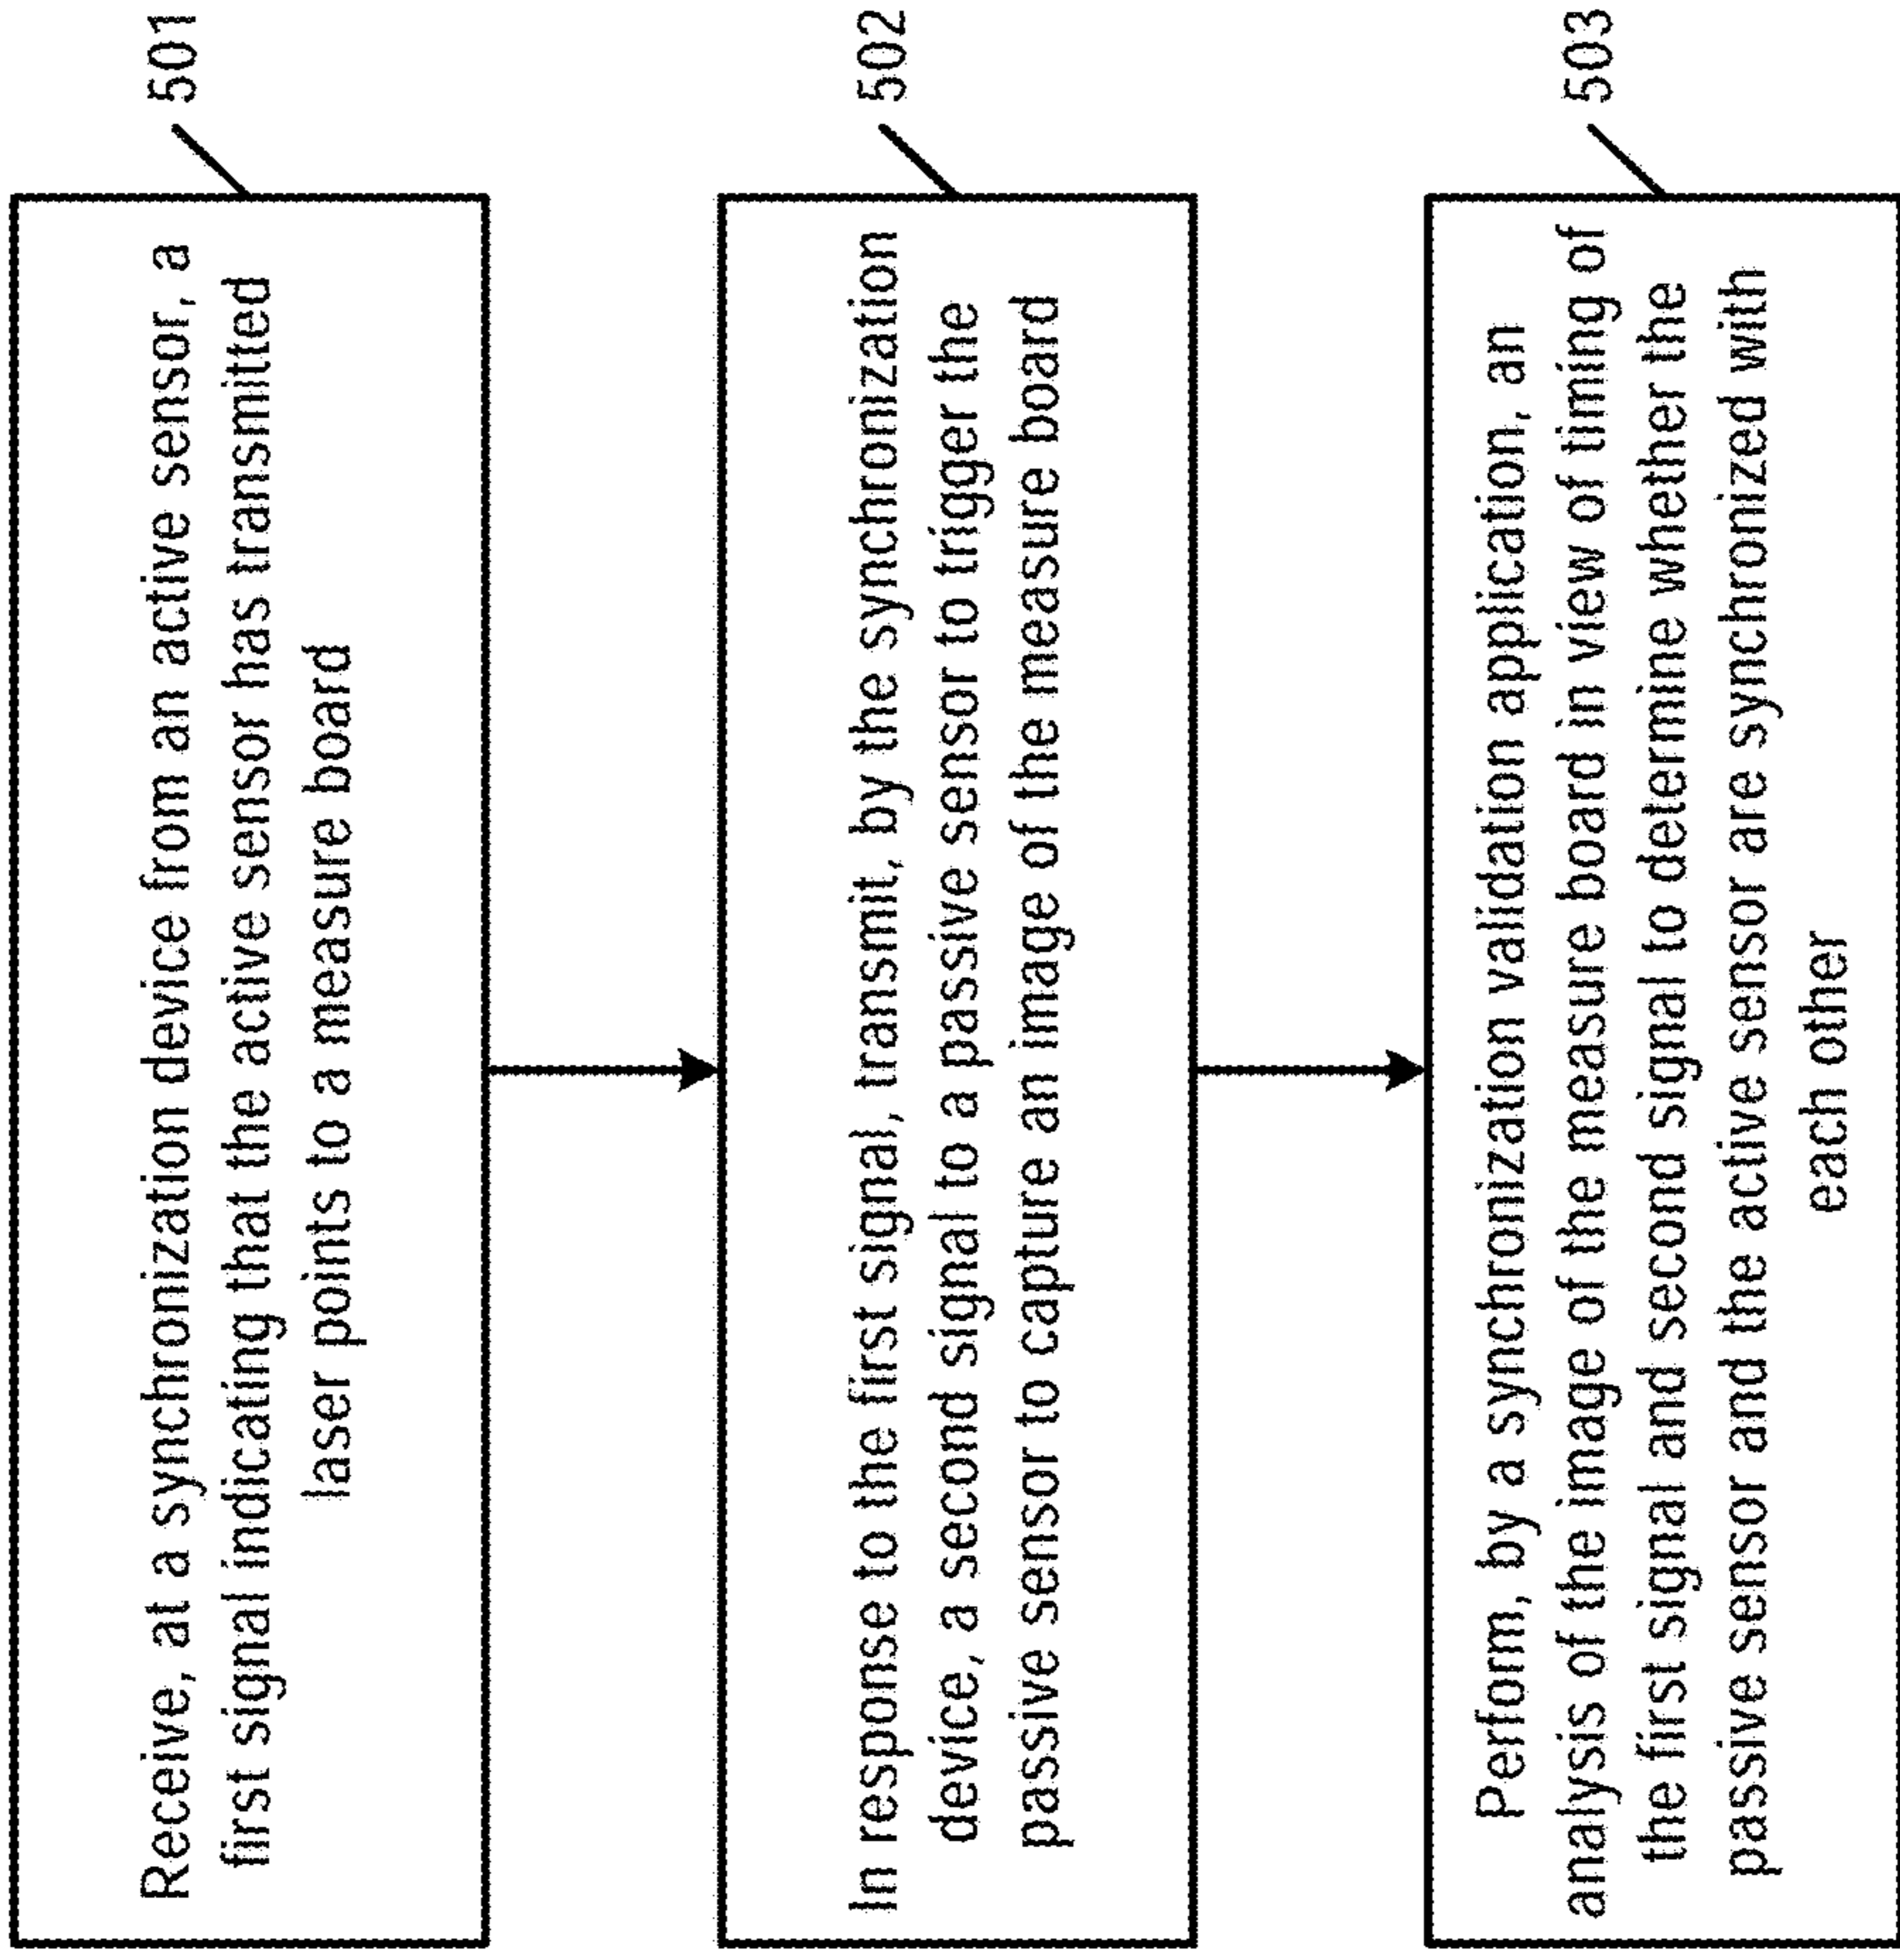 501
Receive, at a synchronization device from an active sensor, a
first signal indicating that the active sensor has transmitted
laser points to a measure board
502
In response to the first signal, transmit, by the synchronization
device, a second signal to a passive sensor to trigger the
passive sensor to capture an image of the measure board
503
Perform, by a synchronization validation application, an
analysis of the image of the measure board in view of timing of
the first signal and second signal to determine whether the
passive sensor and the active sensor are synchronized with
each other